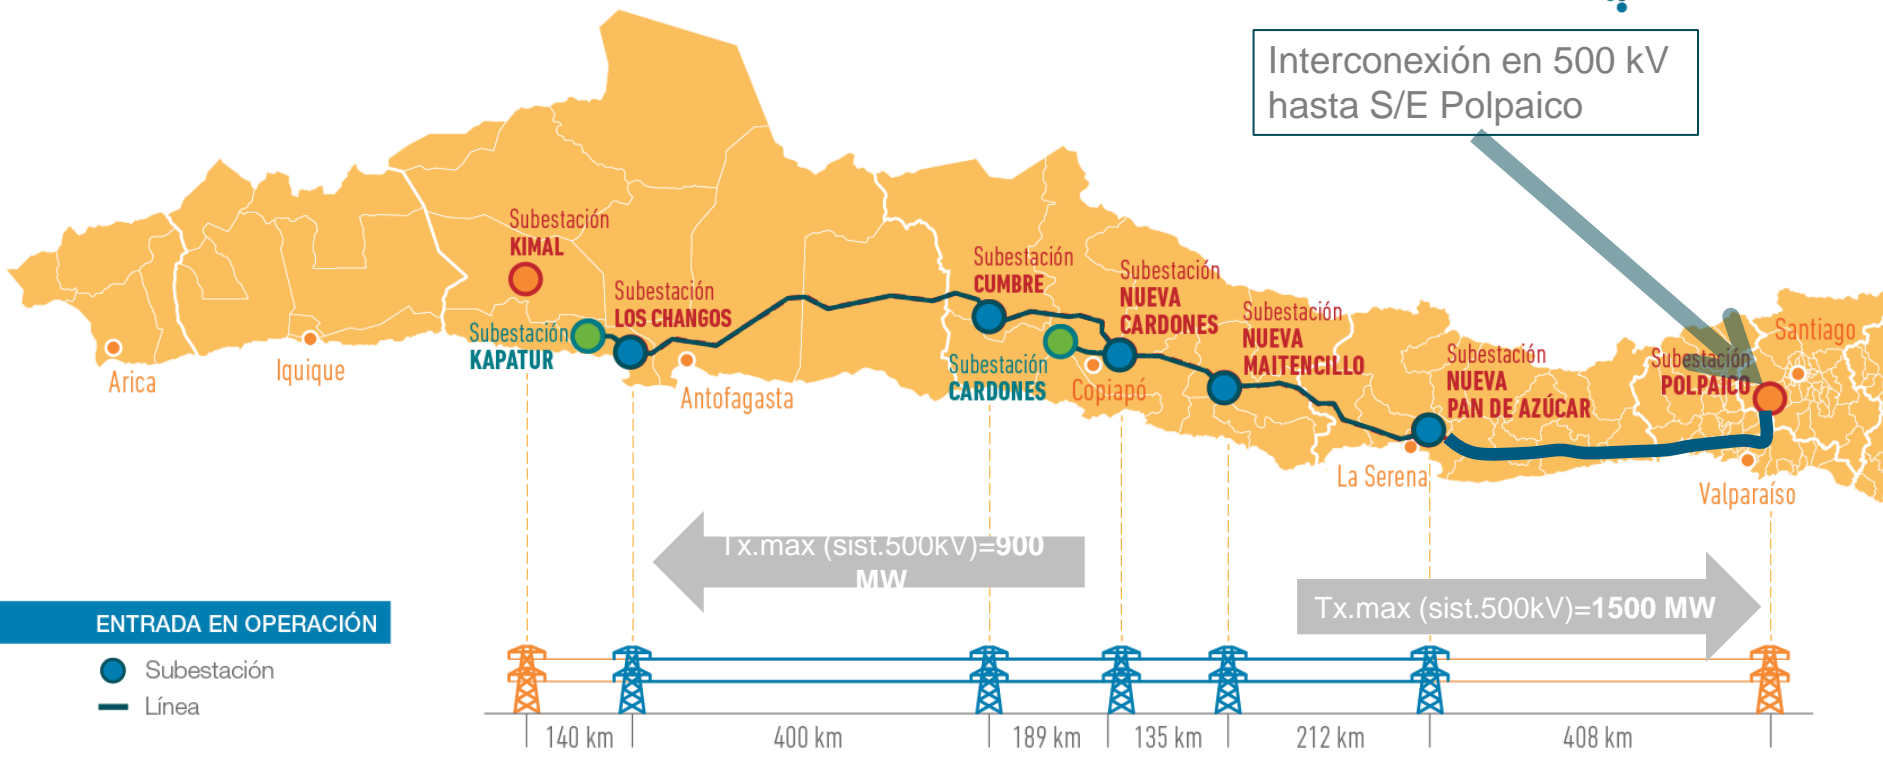 Interconexión en 500 kV
hasta S/E Polpaico
Subestación
KIMAL
Subestación
LOS CHANGOS
Subestación
KAPATUR
Subestación
CUMBRE
Subestación
NUEVA
CARDONES
Subestación
CARDONES
Subestación
NUEVA
MAITENCILLO
Subestación
NUEVA
PAN DE AZÚCAR
Subestación
POLPAICO
Santiago
Arica
Iquique
Antofagasta
Copiapó
La Serena
Valparaíso
Tx.max (sist.500kV)=900
MW
Tx.max (sist.500kV)=1500 MW
ENTRADA EN OPERACIÓN
Subestación
Línea
140 km
400 km
189 km
135 km
212 km
408 km